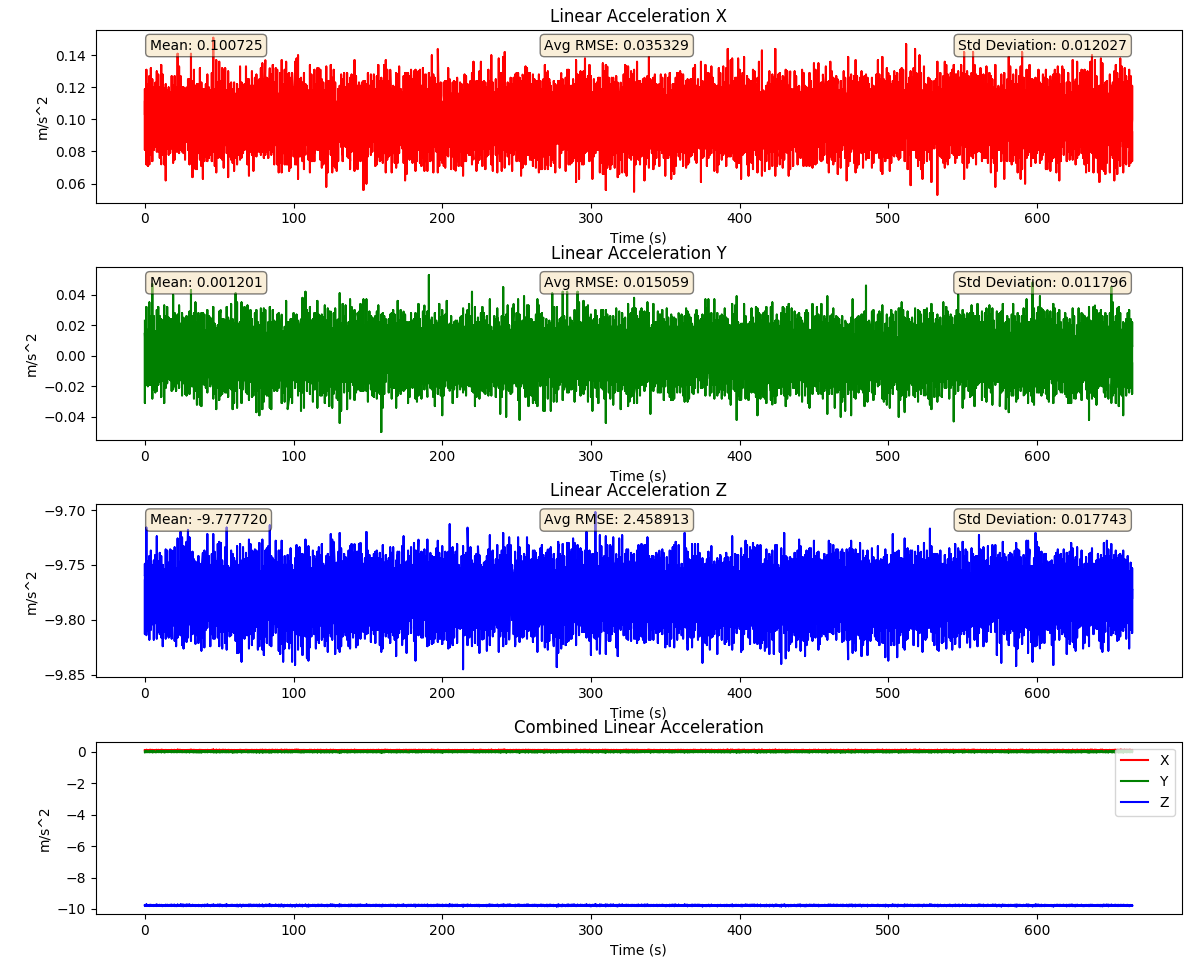 Linear Acceleration X
Mean: 0.100725 Avg RMSE: 0.035329 Std Deviation: 0.012027
m/s^2
0.14
0.12
0.10
0.08
0.06
0 100 200 300 400 500 600
Time (s)
Linear Acceleration Y
Mean: 0.001201 Avg RMSE: 0.015059 Std Deviation: 0.011796
m/s^2
0.04
0.02
0.00
−0.02
−0.04
0 100 200 300 400 500 600
Time (s)
Linear Acceleration Z
Mean: -9.777720 Avg RMSE: 2.458913 Std Deviation: 0.017743
m/s^2
−9.70
−9.75
−9.80
−9.85
0 100 200 300 400 500 600
Time (s)
Combined Linear Acceleration
m/s^2
0
−2
−4
−6
−8
−10
X
Y
Z
0 100 200 300 400 500 600
Time (s)